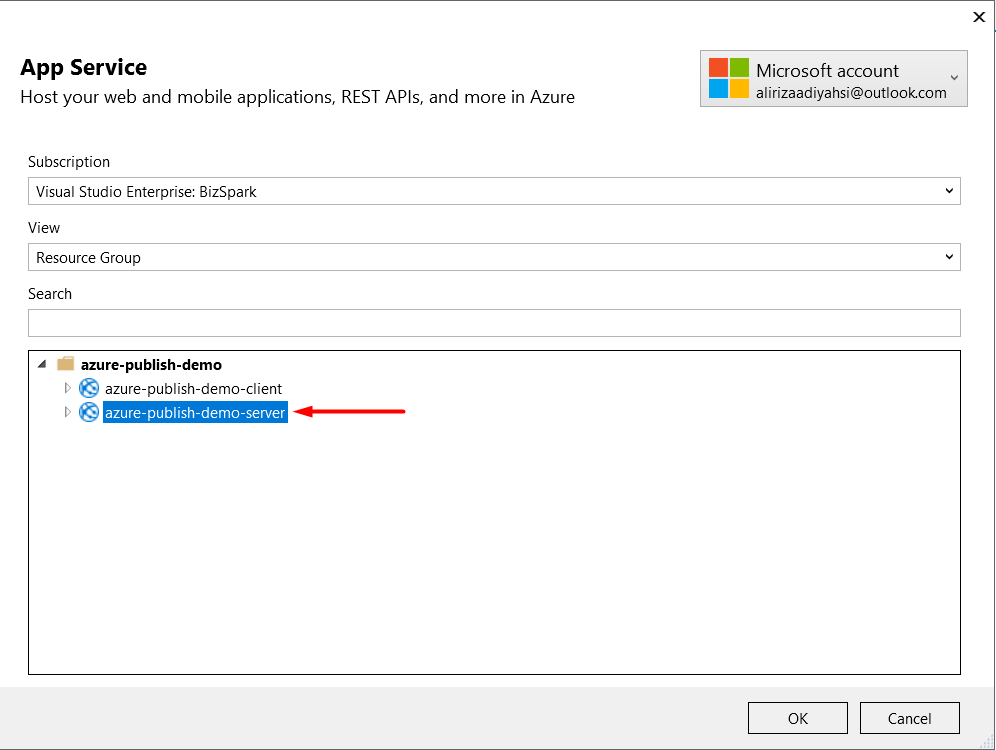 App Service
Host your web and mobile applications, REST APIs, and more in Azure
Microsoft account
alirizaadiyahsi@outlook.com
Subscription
Visual Studio Enterprise: BizSpark
View
Resource Group
Search
azure-publish-demo
azure-publish-demo-client
azure-publish-demo-server
OK
Cancel